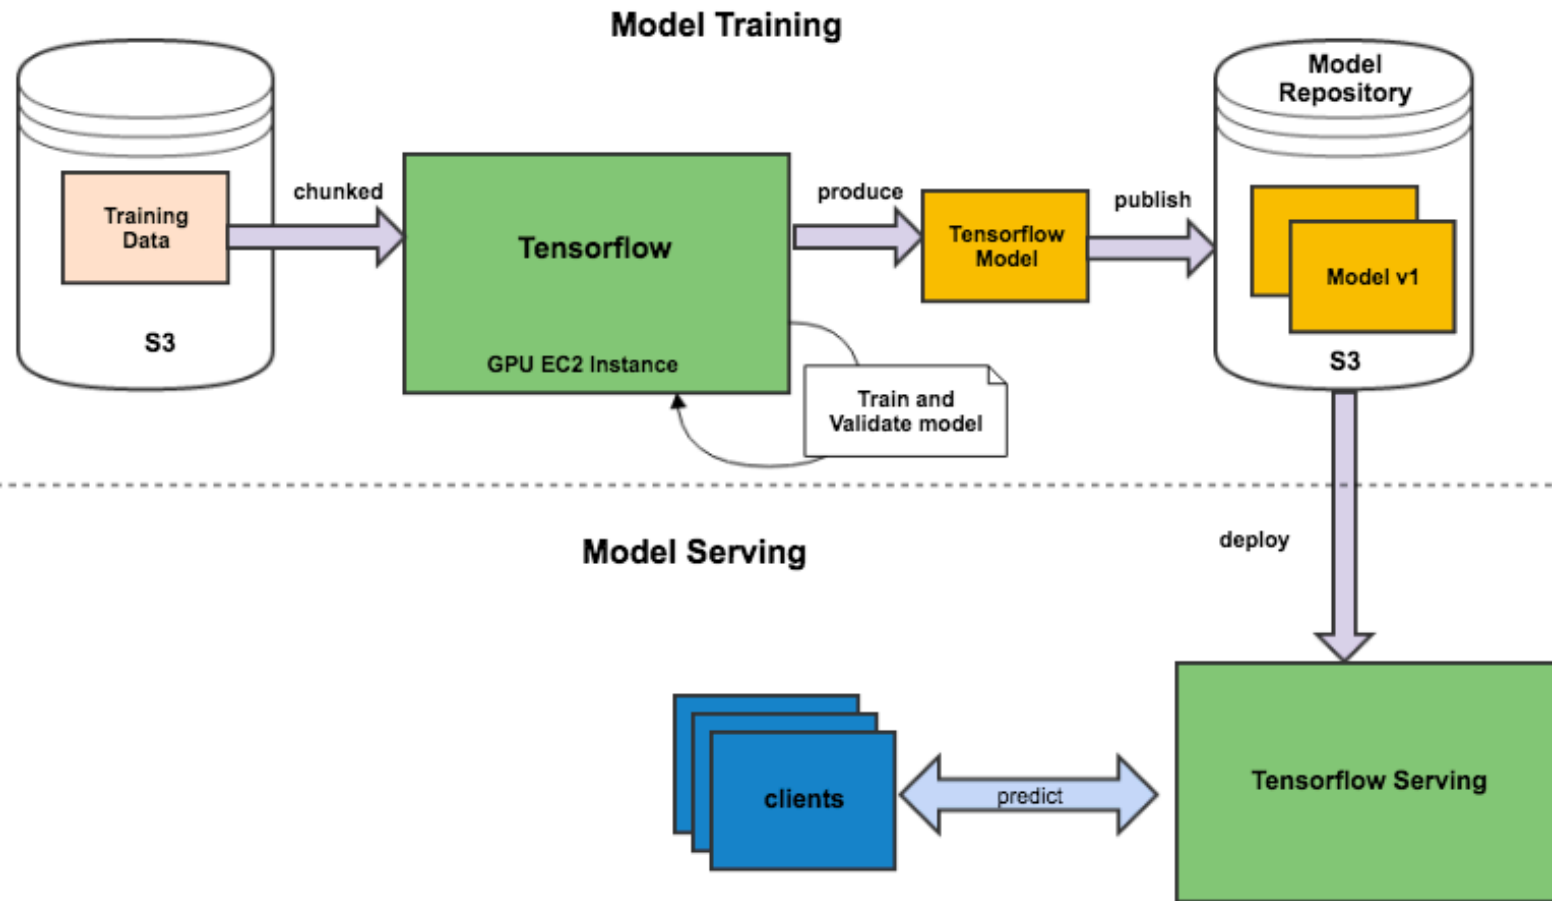 Model Training
Model
Repository
Training
Data
S3
chunked
Tensorflow
GPU EC2 Instance
produce
Tensorflow
Model
publish
Model v1
S3
Train and
Validate model
deploy
Model Serving
clients
predict
Tensorflow Serving